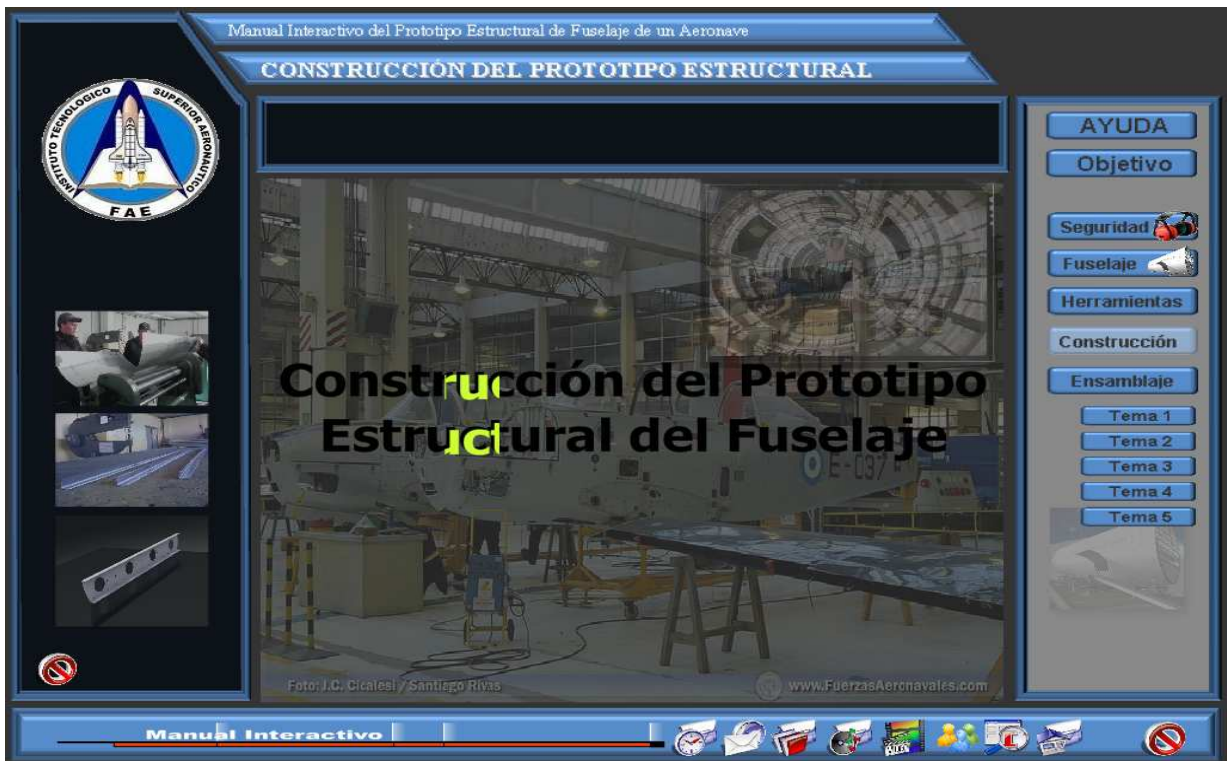 Manual Interactivo del Prototipo Estructural de Fuselaje de un Aeronave
CONSTRUCCIÓN DEL PROTOTIPO ESTRUCTURAL
INSTITUTO TECNOLOGICO SUPERIOR AERONAUTICO
FAE
Construcción del Prototipo
Estructural del Fuselaje
E-037
Foto: J.C. Cicalesi / Santiago Rivas
www.FuerzasAeronavales.com
AYUDA
Objetivo
Seguridad
Fuselaje
Herramientas
Construcción
Ensamblaje
Tema 1
Tema 2
Tema 3
Tema 4
Tema 5
Manual Interactivo